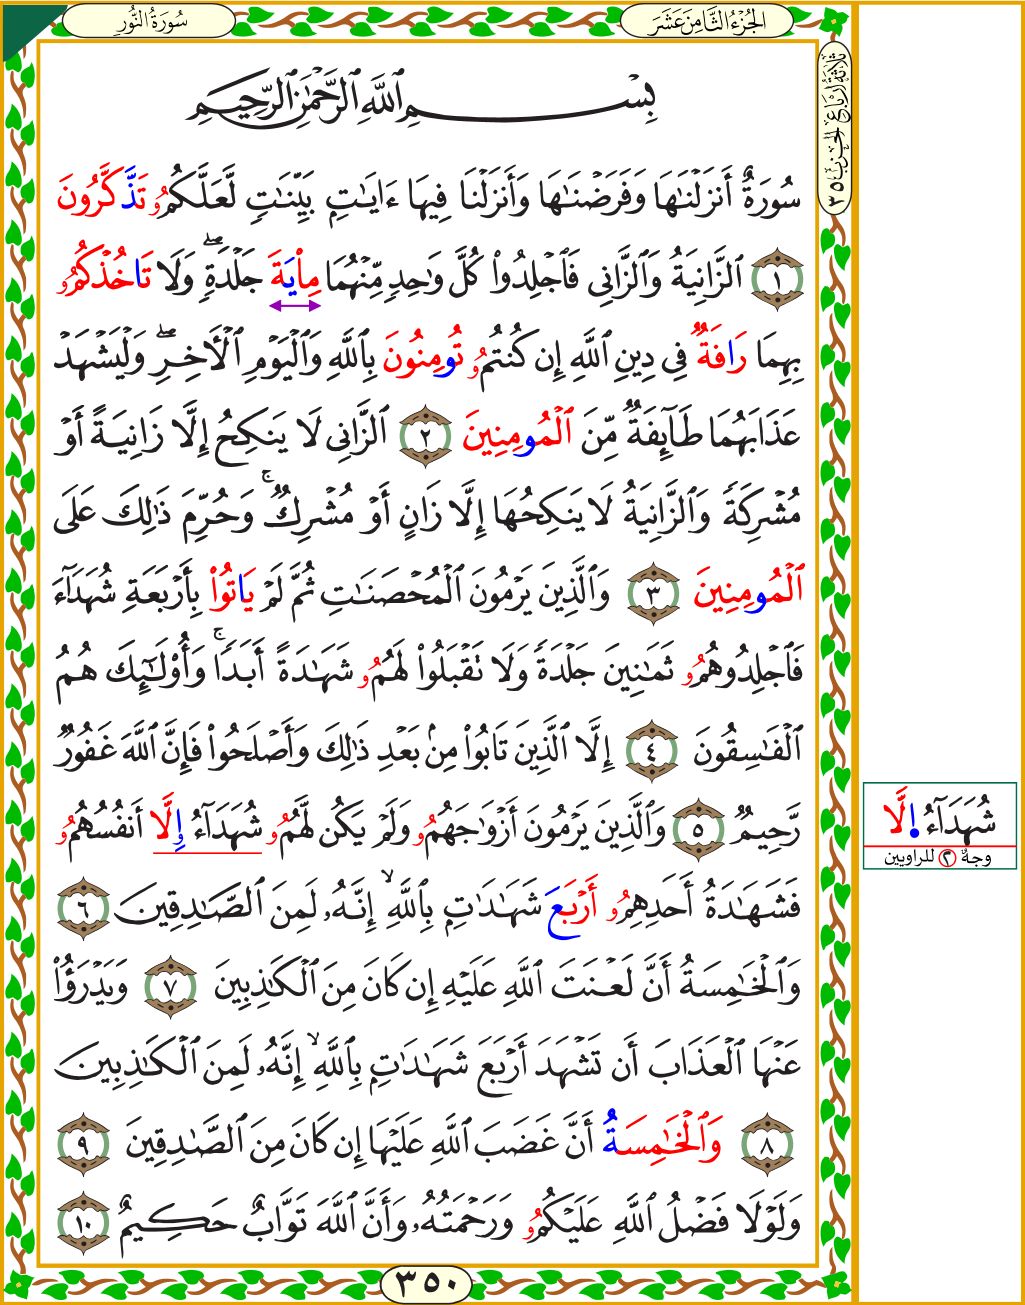 سُورَةُ النُّورِ
الجُزْءُ الثَّامِنَ عَشَرَ
ثَلَاثَةُ أَرْبَاعِ الحِزْبِ ٣٥
بِسْمِ ٱللَّهِ ٱلرَّحْمَٰنِ ٱلرَّحِيمِ
سُورَةٌ أَنزَلْنَٰهَا وَفَرَضْنَٰهَا وَأَنزَلْنَا فِيهَا ءَايَٰتٍۭ بَيِّنَٰتٍ لَّعَلَّكُمُۥ تَذَّكَّرُونَ
١ ٱلزَّانِيَةُ وَٱلزَّانِى فَٱجْلِدُوا۟ كُلَّ وَٰحِدٍ مِّنْهُمَا مِا۟يَةَ جَلْدَةٍ ۖ وَلَا تَاخُذْكُمُۥ
بِهِمَا رَافَةٌ فِى دِينِ ٱللَّهِ إِن كُنتُمُۥ تُومِنُونَ بِٱللَّهِ وَٱلْيَوْمِ ٱلْءَاخِرِ ۖ وَلْيَشْهَدْ
عَذَابَهُمَا طَآئِفَةٌ مِّنَ ٱلْمُومِنِينَ ٢ ٱلزَّانِى لَا يَنكِحُ إِلَّا زَانِيَةً أَوْ
مُشْرِكَةً وَٱلزَّانِيَةُ لَا يَنكِحُهَا إِلَّا زَانٍ أَوْ مُشْرِكٌ ۚ وَحُرِّمَ ذَٰلِكَ عَلَى
ٱلْمُومِنِينَ ٣ وَٱلَّذِينَ يَرْمُونَ ٱلْمُحْصَنَٰتِ ثُمَّ لَمْ يَاتُوا۟ بِأَرْبَعَةِ شُهَدَآءَ
فَٱجْلِدُوهُمُۥ ثَمَٰنِينَ جَلْدَةً وَلَا تَقْبَلُوا۟ لَهُمُۥ شَهَٰدَةً أَبَدًا ۚ وَأُو۟لَٰٓئِكَ هُمُ
ٱلْفَٰسِقُونَ ٤ إِلَّا ٱلَّذِينَ تَابُوا۟ مِنۢ بَعْدِ ذَٰلِكَ وَأَصْلَحُوا۟ فَإِنَّ ٱللَّهَ غَفُورٌ
رَّحِيمٌ ٥ وَٱلَّذِينَ يَرْمُونَ أَزْوَٰجَهُمُۥ وَلَمْ يَكُن لَّهُمُۥ شُهَدَآءُ وِلَّا أَنفُسُهُمُۥ
فَشَهَٰدَةُ أَحَدِهِمُۥ أَرْبَعَ شَهَٰدَٰتٍۭ بِٱللَّهِ ۙ إِنَّهُۥ لَمِنَ ٱلصَّٰدِقِينَ ٦
وَٱلْخَٰمِسَةُ أَنَّ لَعْنَتَ ٱللَّهِ عَلَيْهِ إِن كَانَ مِنَ ٱلْكَٰذِبِينَ ٧ وَيَدْرَؤُا۟
عَنْهَا ٱلْعَذَابَ أَن تَشْهَدَ أَرْبَعَ شَهَٰدَٰتٍۭ بِٱللَّهِ ۙ إِنَّهُۥ لَمِنَ ٱلْكَٰذِبِينَ
٨ وَٱلْخَٰمِسَةُ أَنَّ غَضَبَ ٱللَّهِ عَلَيْهَا إِن كَانَ مِنَ ٱلصَّٰدِقِينَ ٩
وَلَوْلَا فَضْلُ ٱللَّهِ عَلَيْكُمُۥ وَرَحْمَتُهُۥ وَأَنَّ ٱللَّهَ تَوَّابٌ حَكِيمٌ ١٠
شُهَدَآءُ اِلَّا
وجهٌ ٢ للراويين
٣٥٠